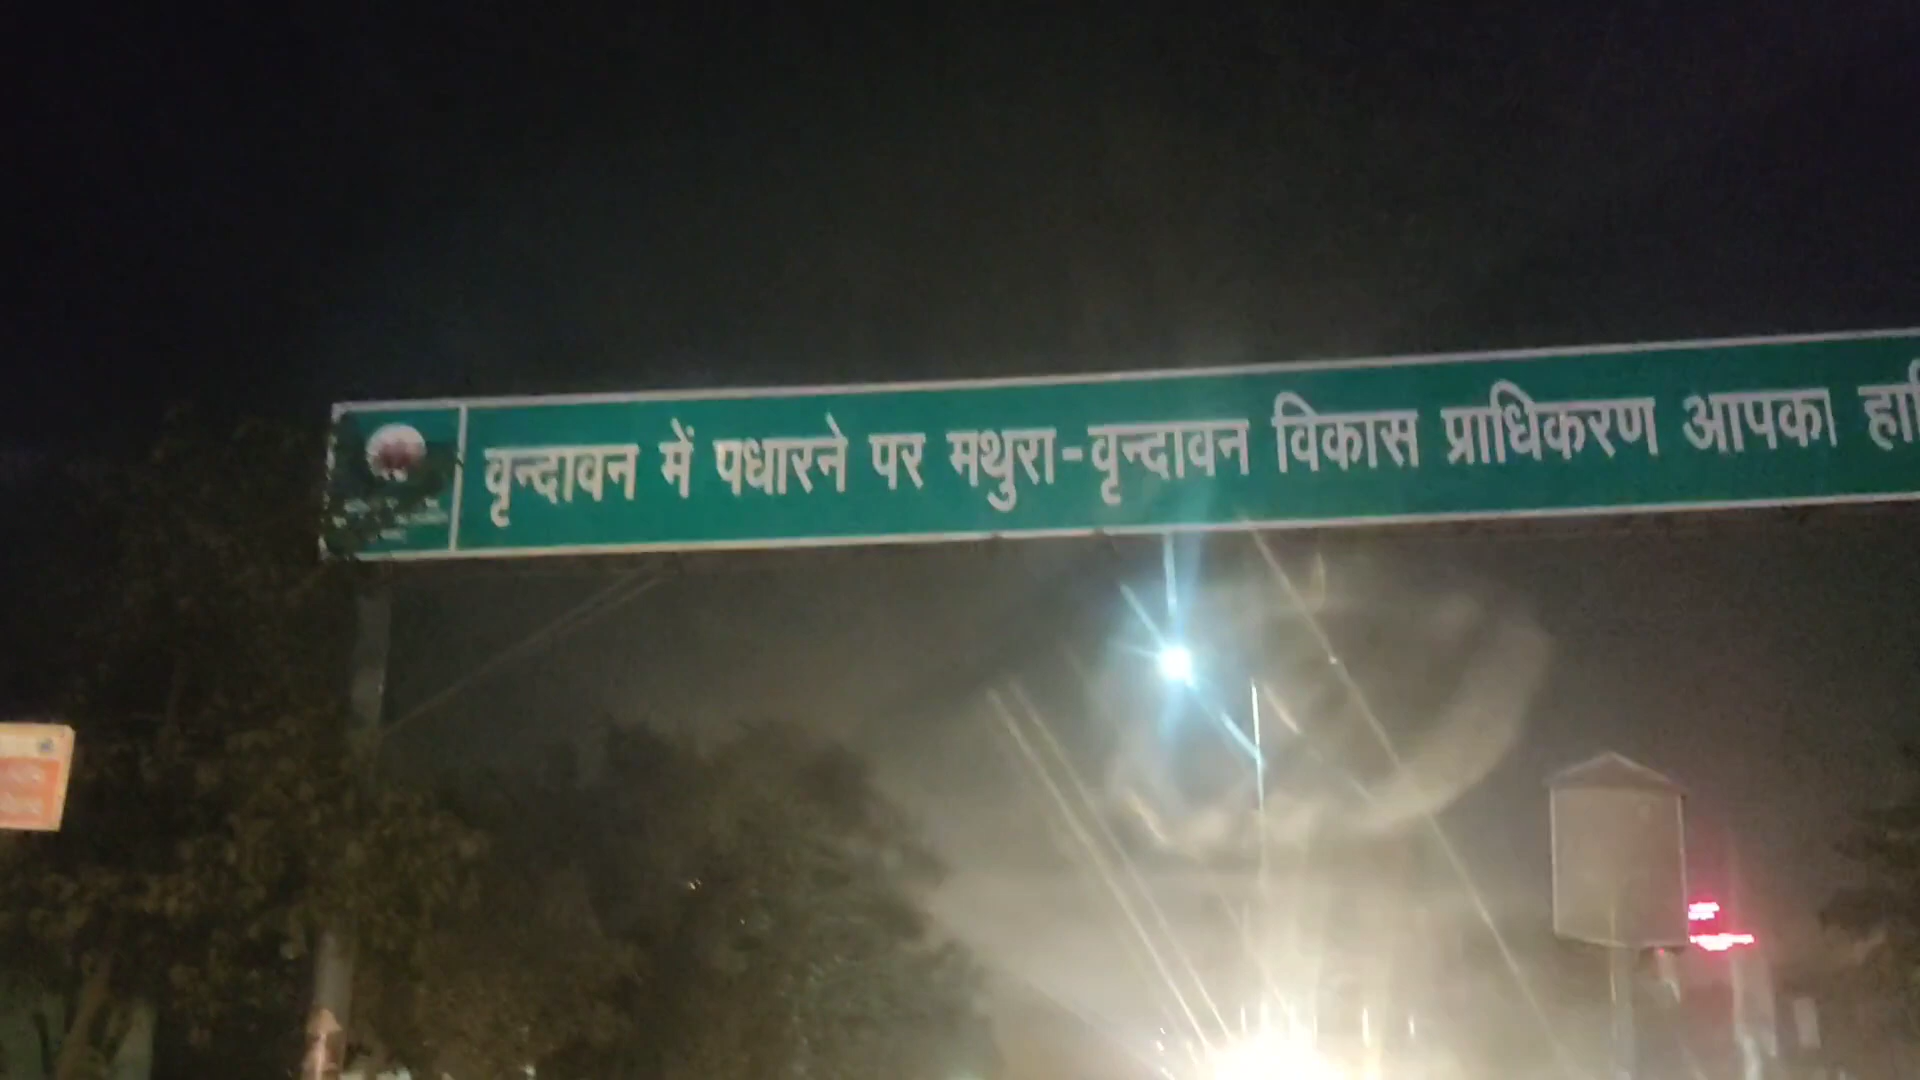 वृन्दावन में पधारने पर मथुरा-वृन्दावन विकास प्राधिकरण आपका